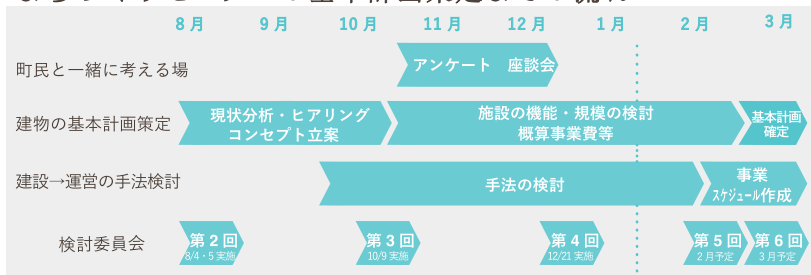 8月 9月 10月 11月 12月 1月 2月 3月
町民と一緒に考える場
アンケート 座談会
建物の基本計画策定
現状分析・ヒアリング
コンセプト立案
施設の機能・規模の検討
概算事業費等
基本計画
確定
建設→運営の手法検討
手法の検討
事業
スケジュール作成
検討委員会
第2回
8/4・5実施
第3回
10/9実施
第4回
12/21実施
第5回
2月予定
第6回
3月予定